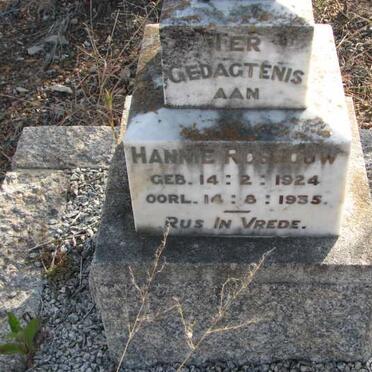 TER
GEDAGTENIS
AAN
HANNIE ROSSOUW
GEB. 14 : 2 : 1924
OORL. 14 : 8 : 1935.
RUS IN VREDE.